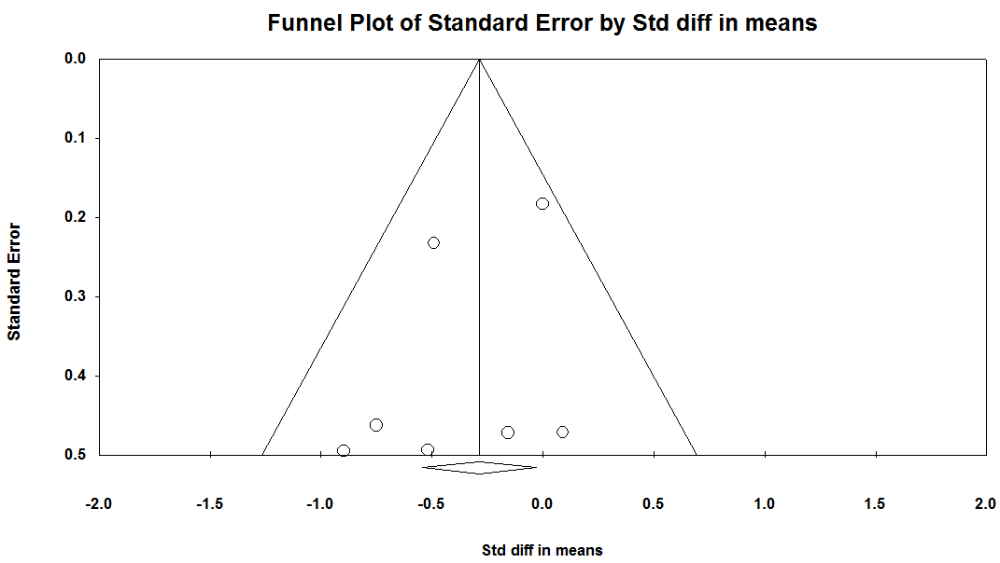 Funnel Plot of Standard Error by Std diff in means
0.0
0.1
0.2
0.3
0.4
0.5
Standard Error
-2.0 -1.5 -1.0 -0.5 0.0 0.5 1.0 1.5 2.0
Std diff in means